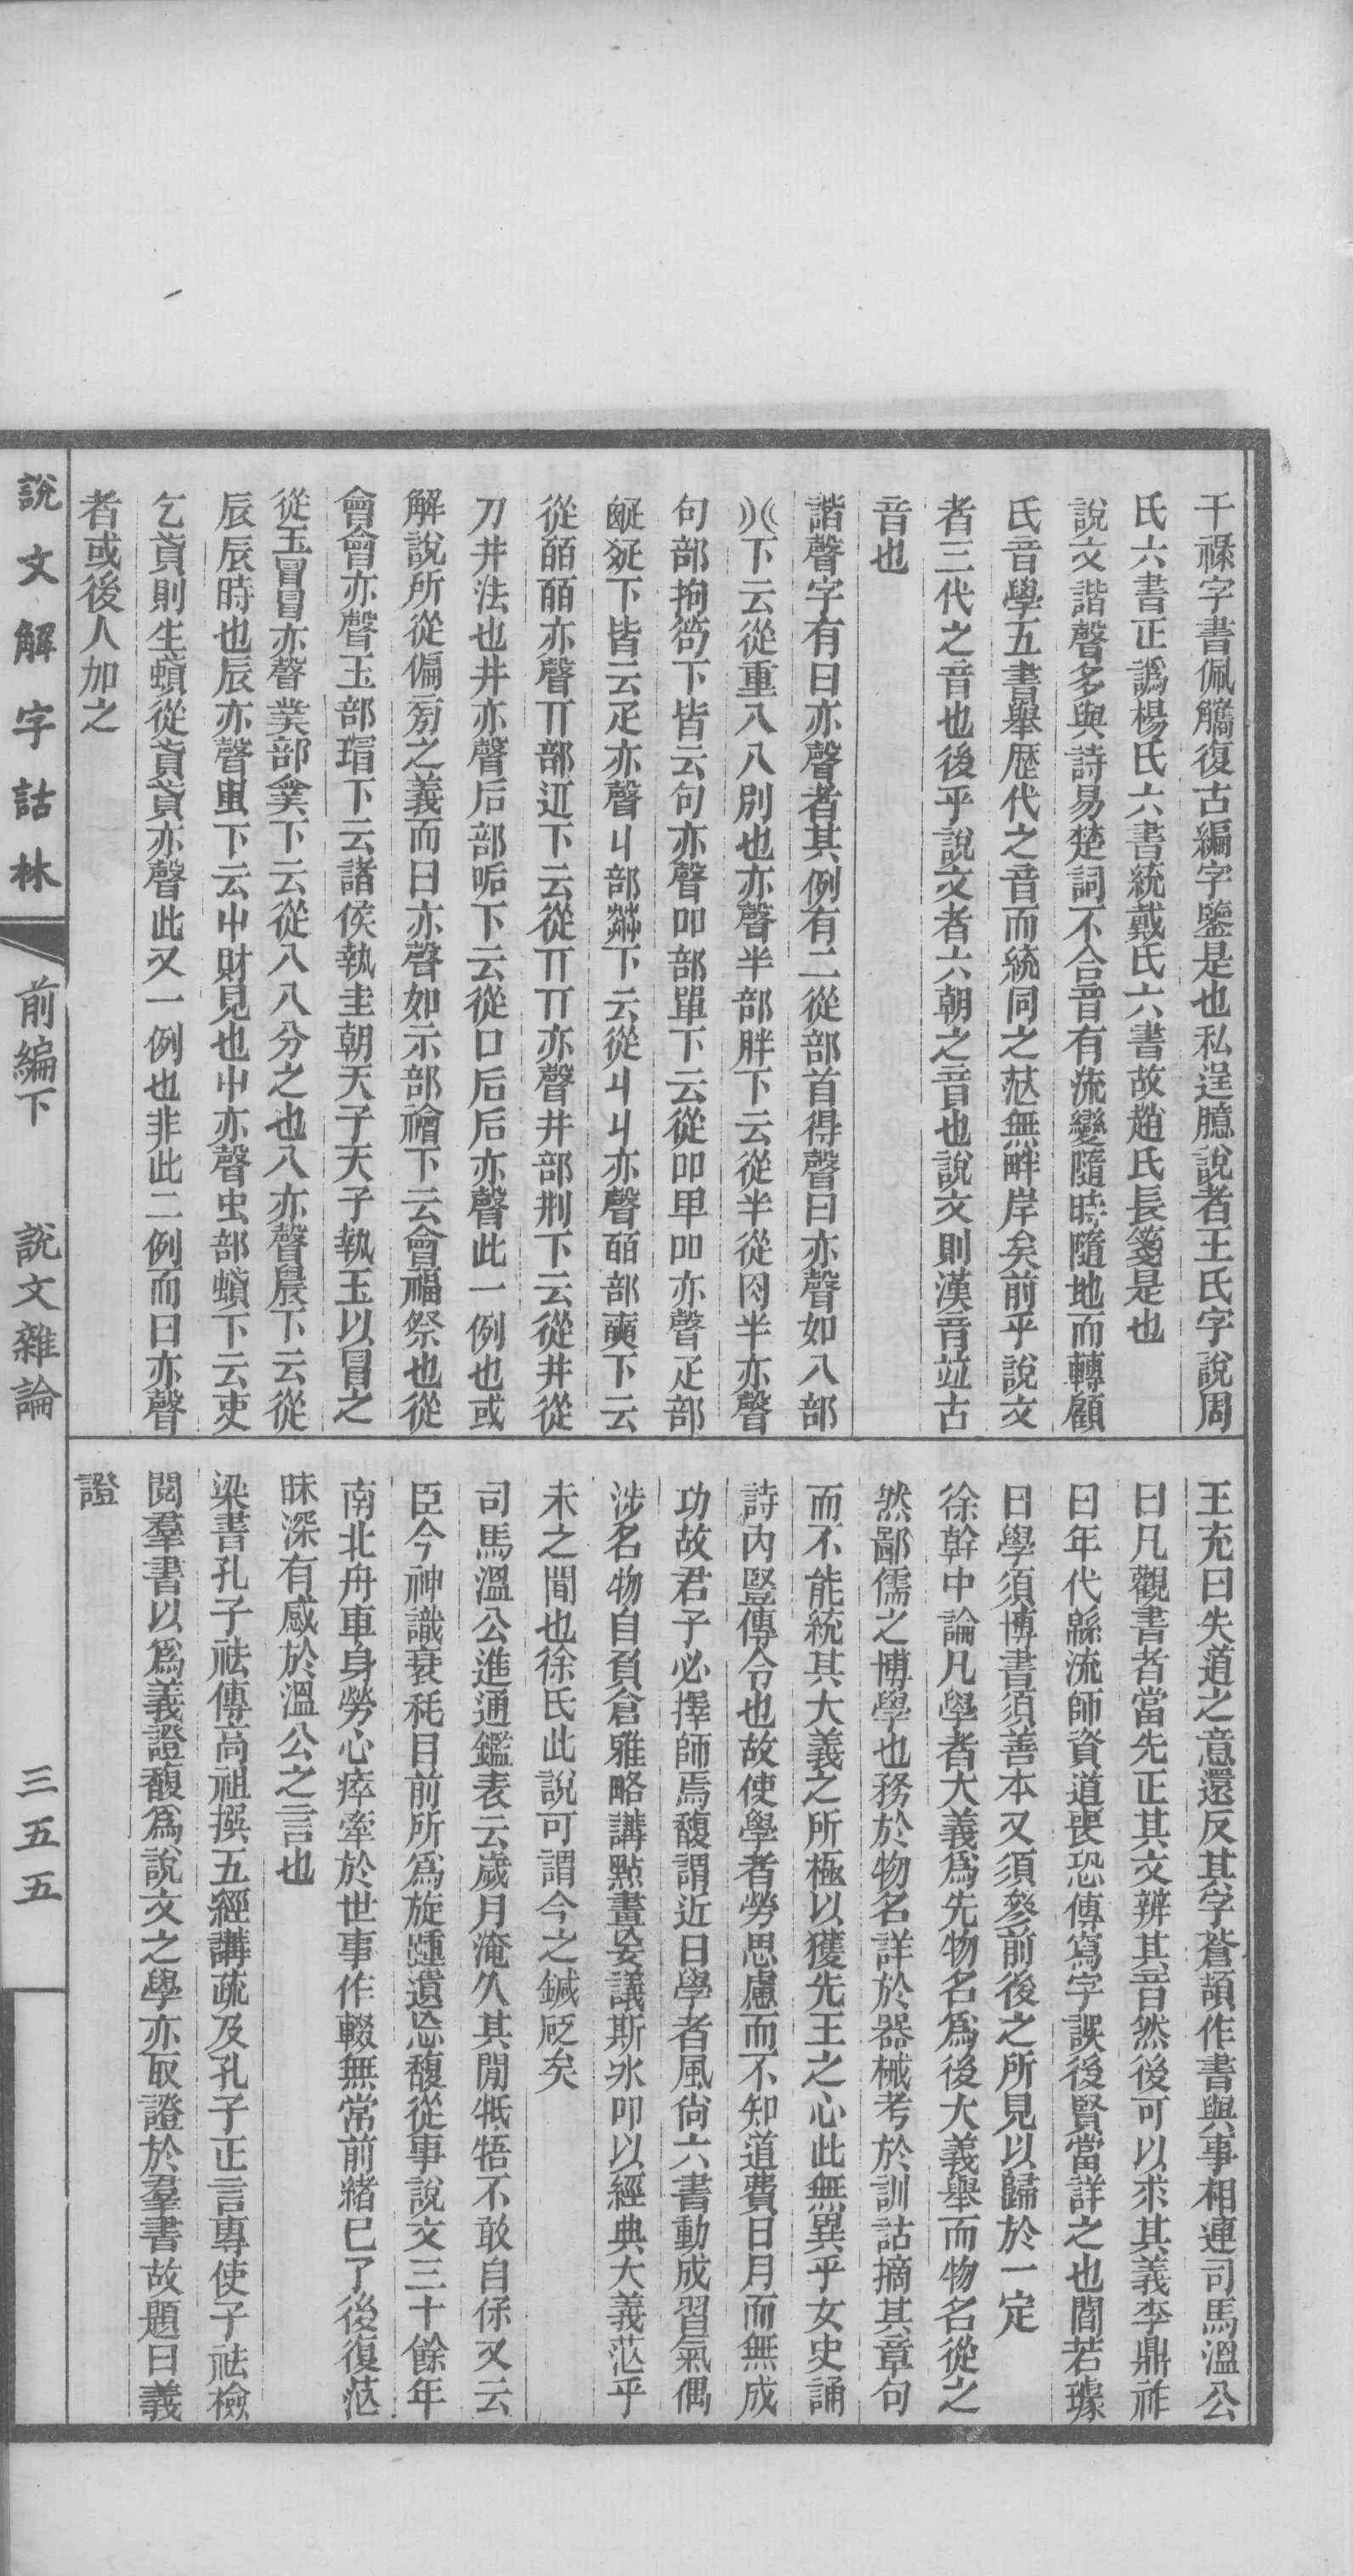 干祿字書佩觿復古編字鑒是也私逞臆說者王氏字說周
氏六書正譌楊氏六書統戴氏六書故趙氏長箋是也
說文諧聲多與詩易楚詞不合音有流變隨時隨地而轉顧
氏音學五書舉歷代之音而統同之茫無畔岸矣前乎說文
者三代之音也後乎說文者六朝之音也說文則漢音竝古
音也
諧聲字有曰亦聲者其例有二從部首得聲曰亦聲如八部
下云從重八八別也亦聲半部胖下云從半從肉半亦聲
句部拘笱下皆云句亦聲吅部單下云從吅甲吅亦聲疋部
䟽𤕟下皆云疋亦聲丩部茻下云從丩丩亦聲皕部奭下云
從皕皕亦聲丌部𨑦下云從丌丌亦聲井部荆下云從井從
刀井法也井亦聲后部㖃下云從口后后亦聲此一例也或
解說所從偏旁之義而曰亦聲如示部禬下云會福祭也從
會會亦聲玉部瑁下云諸侯執圭朝天子天子執玉以冒之
從玉冒冒亦聲菐部㒒下云從八八分之也八亦聲晨下云從
辰辰時也辰亦聲䖵下云屮財見也屮亦聲虫部蟘下云吏
乞貣則生蟘從貣貣亦聲此又一例也非此二例而曰亦聲
者或後人加之
王充曰失道之意還反其字蒼頡作書與事相連司馬溫公
曰凡觀書者當先正其文辨其音然後可以求其義李鼎祚
曰年代緜流師資道喪恐傳寫字誤後賢當詳之也閻若璩
曰學須博書須善本又須參前後之所見以歸於一定
徐幹中論凡學者大義爲先物名爲後大義舉而物名從之
然鄙儒之博學也務於物名詳於器械考於訓詁摘其章句
而不能統其大義之所極以獲先王之心此無異乎女史誦
詩內豎傳令也故使學者勞思慮而不知道費日月而無成
功故君子必擇師焉馥謂近日學者風尚六書動成習氣偶
涉名物自負倉雅略講點畫妄議斯冰叩以經典大義茫乎
未之聞也徐氏此說可謂今之鍼砭矣
司馬溫公進通鑑表云歲月淹久其閒牴牾不敢自保又云
臣今神識衰耗目前所爲旋踵遺忘馥從事說文三十餘年
南北舟車身勞心瘁牽於世事作輟無常前緒已了後復茫
昧深有感於溫公之言也
梁書孔子祛傳高祖撰五經講疏及孔子正言專使子祛檢
閱羣書以爲義證馥爲說文之學亦取證於羣書故題曰義
證
說文解字詁林　前編下　說文雜論　三五五